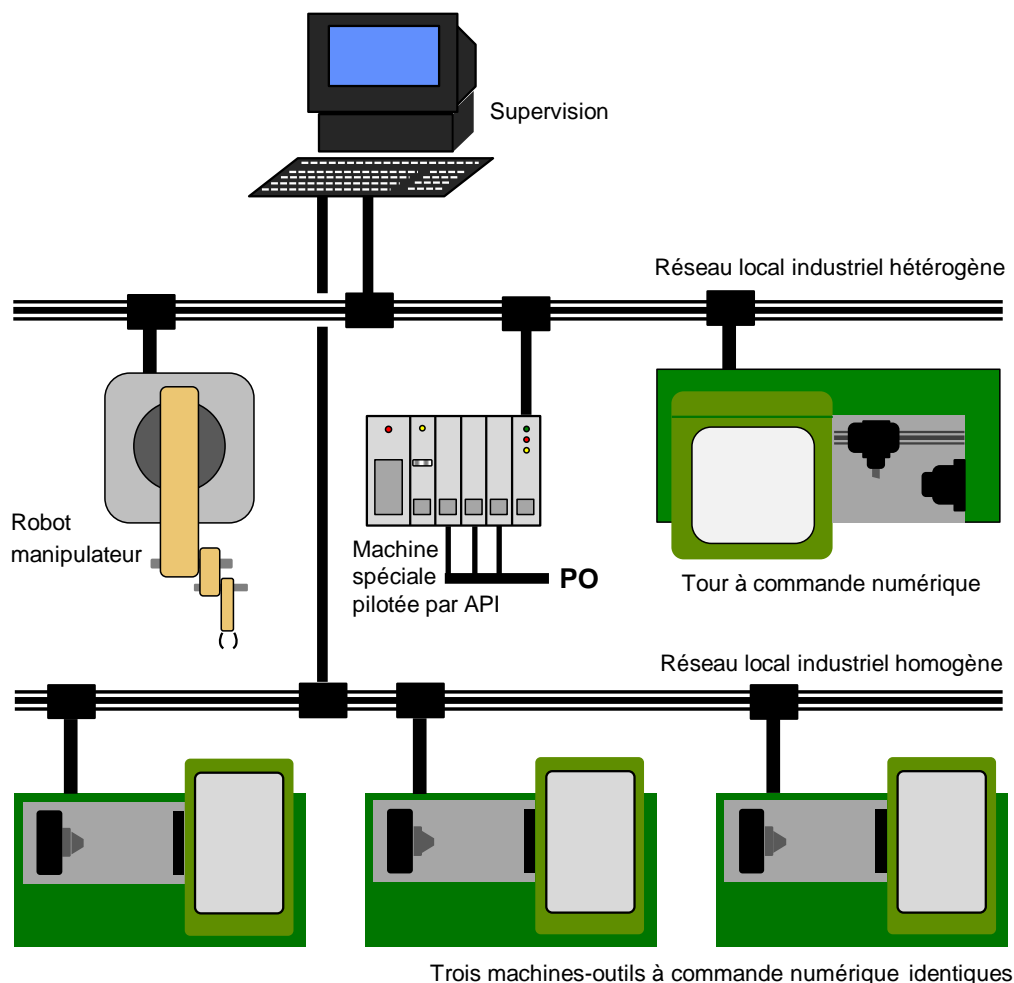 Supervision
Réseau local industriel hétérogène
Robot
manipulateur
Machine
spéciale
pilotée par API
PO
Tour à commande numérique
Réseau local industriel homogène
Trois machines-outils à commande numérique identiques